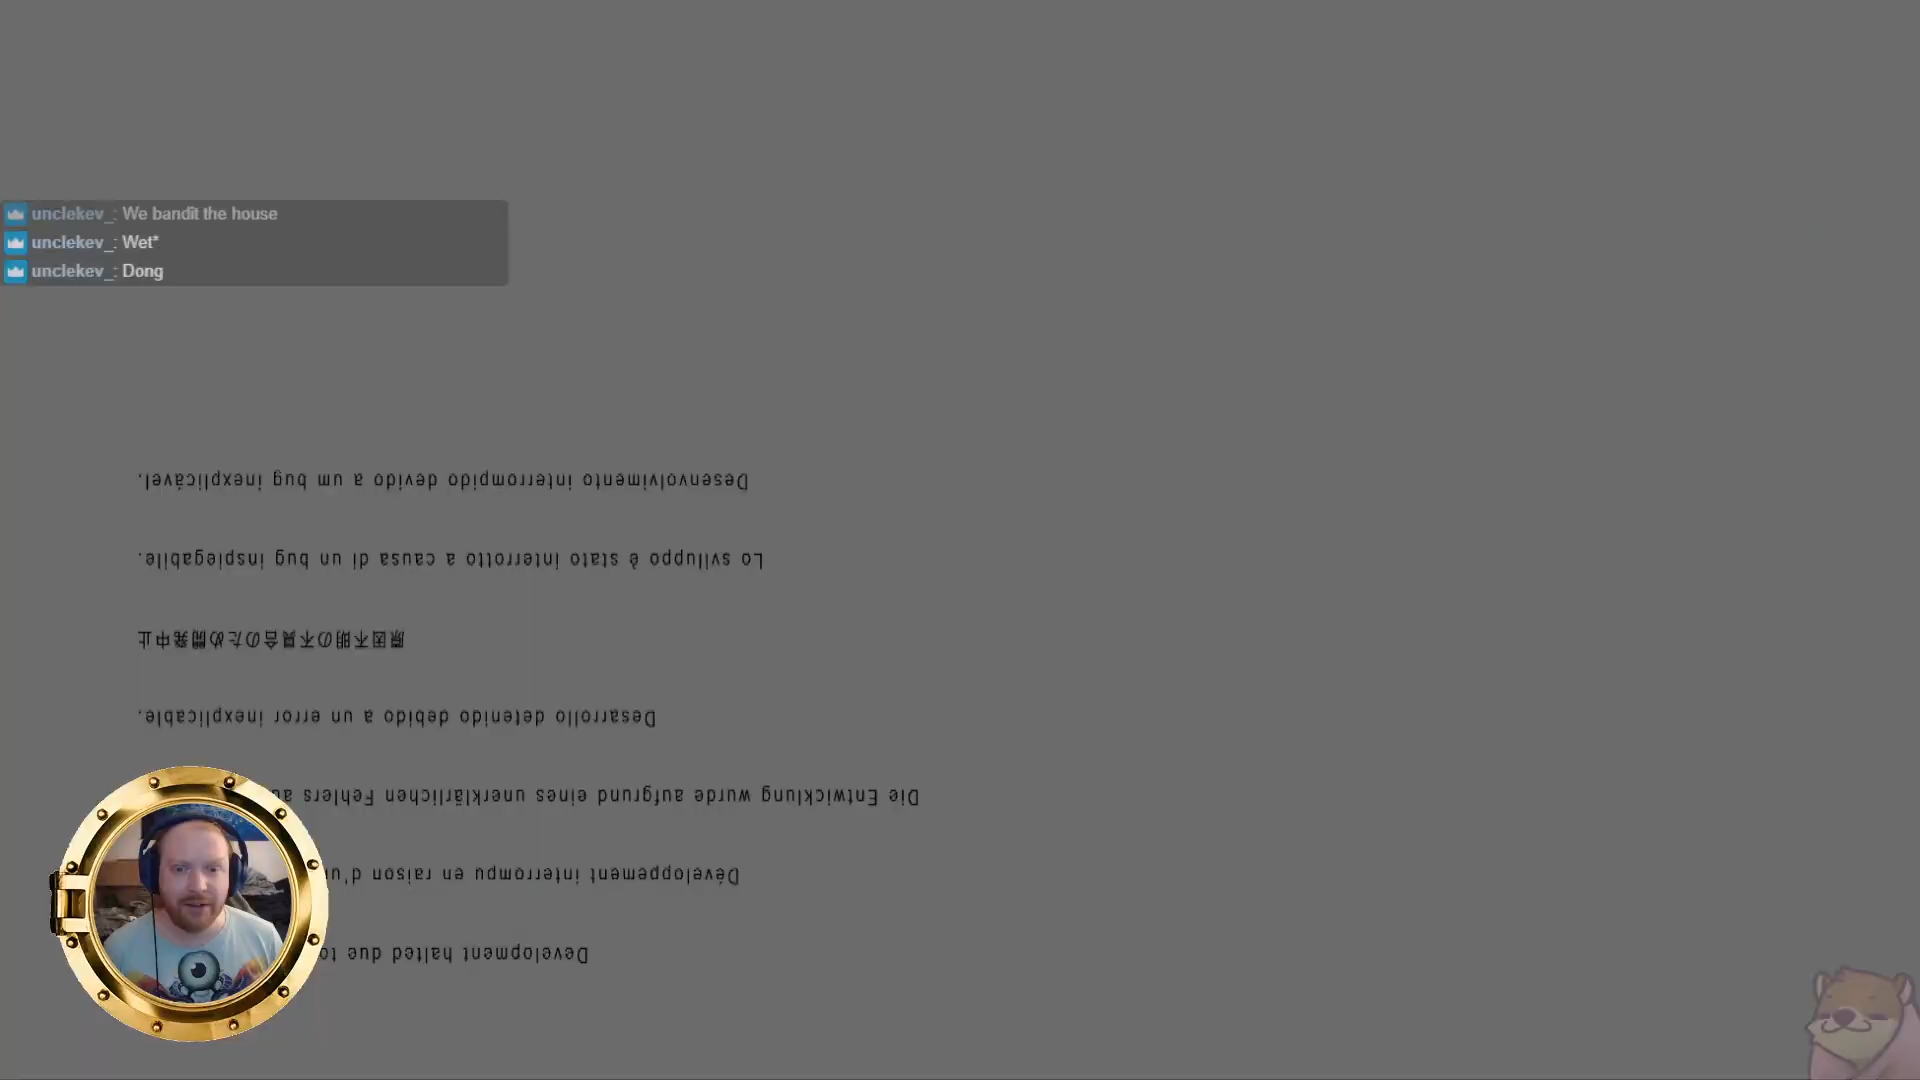 unclekev_: We bandit the house
unclekev_: Wet*
unclekev_: Dong
Development halted due to
Développement interrompu en raison
Die Entwicklung wurde aufgrund eines unerklärlichen Fehlers
Desarrollo detenido debido a un error inexplicable.
原因不明の不具合のため開発中止
Lo sviluppo è stato interrotto a causa di un bug inspiegabile.
Desenvolvimento interrompido devido a um bug inexplicável.